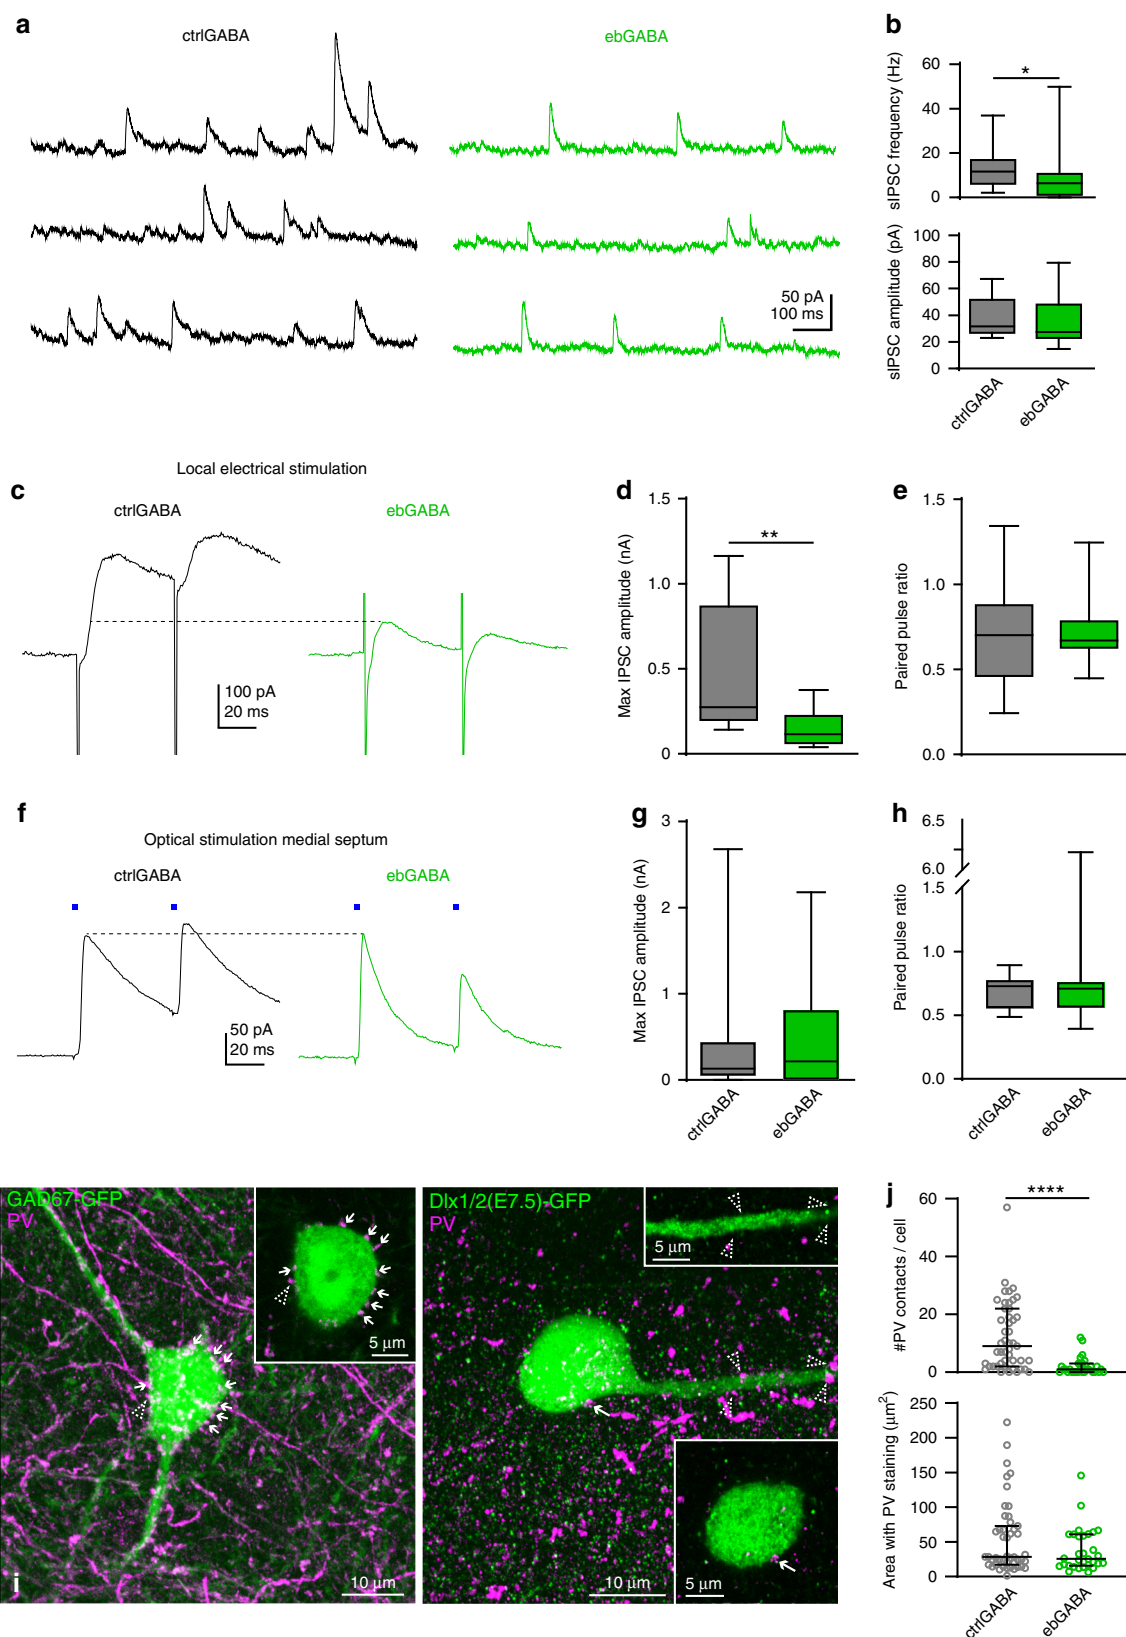 a
ctrlGABA
ebGABA
50 pA
100 ms
b
sIPSC frequency (Hz)
60
40
20
0
*
sIPSC amplitude (pA)
100
80
60
40
20
0
ctrlGABA
ebGABA
Local electrical stimulation
c
ctrlGABA
ebGABA
100 pA
20 ms
d
Max IPSC amplitude (nA)
1.5
1.0
0.5
0
**
e
Paired pulse ratio
1.5
1.0
0.5
0.0
f
Optical stimulation medial septum
ctrlGABA
ebGABA
50 pA
20 ms
g
Max IPSC amplitude (nA)
3
2
1
0
ctrlGABA
ebGABA
h
Paired pulse ratio
6.5
6.0
1.5
1.0
0.5
0.0
ctrlGABA
ebGABA
i
GAD67-GFP
PV
5 µm
10 µm
Dlx1/2(E7.5)-GFP
PV
5 µm
5 µm
10 µm
j
#PV contacts / cell
60
40
20
0
****
Area with PV staining (µm²)
250
200
150
100
50
0
ctrlGABA
ebGABA